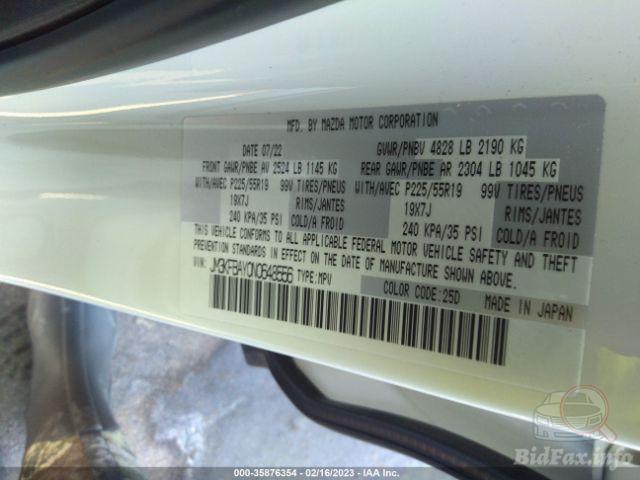 MFD. BY MAZDA MOTOR CORPORATION
DATE 07/22 GVWR/PNBV 4828 LB 2190 KG
FRONT GAWR/PNBE AV 2524 LB 1145 KG REAR GAWR/PNBE AR 2304 LB 1045 KG
WITH/AVEC P225/55R19 99V TIRES/PNEUS WITH/AVEC P225/55R19 99V TIRES/PNEUS
19X7J RIMS/JANTES 19X7J RIMS/JANTES
240 KPA/35 PSI COLD/A FROID 240 KPA/35 PSI COLD/A FROID
THIS VEHICLE CONFORMS TO ALL APPLICABLE FEDERAL MOTOR VEHICLE SAFETY AND THEFT
PREVENTION STANDARDS IN EFFECT ON THE DATE OF MANUFACTURE SHOWN ABOVE.
VIN: TYPE:MPV COLOR CODE:25D MADE IN JAPAN
BidFax.info
000-35876354 / 02/16/2023 / IAA Inc.